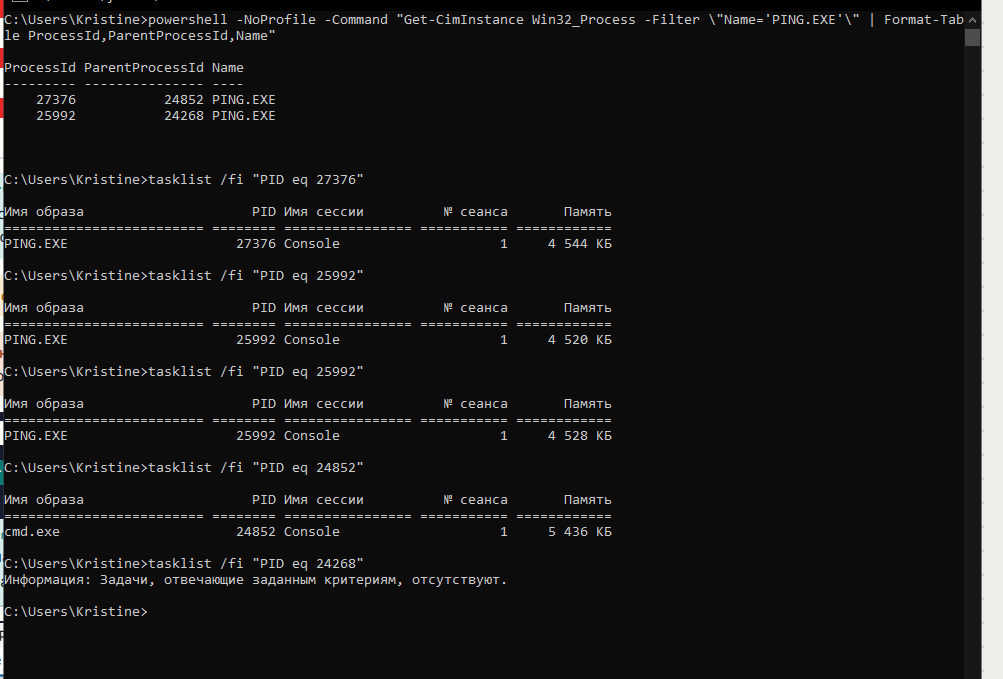 C:\Users\Kristine>powershell -NoProfile -Command "Get-CimInstance Win32_Process -Filter \"Name='PING.EXE'\" | Format-Tab
le ProcessId,ParentProcessId,Name"
ProcessId ParentProcessId Name
--------- --------------- ----
27376 24852 PING.EXE
25992 24268 PING.EXE
C:\Users\Kristine>tasklist /fi "PID eq 27376"
Имя образа PID Имя сессии № сеанса Память
========================= ======== ================ =========== ============
PING.EXE 27376 Console 1 4 544 КБ
C:\Users\Kristine>tasklist /fi "PID eq 25992"
Имя образа PID Имя сессии № сеанса Память
========================= ======== ================ =========== ============
PING.EXE 25992 Console 1 4 520 КБ
C:\Users\Kristine>tasklist /fi "PID eq 25992"
Имя образа PID Имя сессии № сеанса Память
========================= ======== ================ =========== ============
PING.EXE 25992 Console 1 4 528 КБ
C:\Users\Kristine>tasklist /fi "PID eq 24852"
Имя образа PID Имя сессии № сеанса Память
========================= ======== ================ =========== ============
cmd.exe 24852 Console 1 5 436 КБ
C:\Users\Kristine>tasklist /fi "PID eq 24268"
Информация: Задачи, отвечающие заданным критериям, отсутствуют.
C:\Users\Kristine>